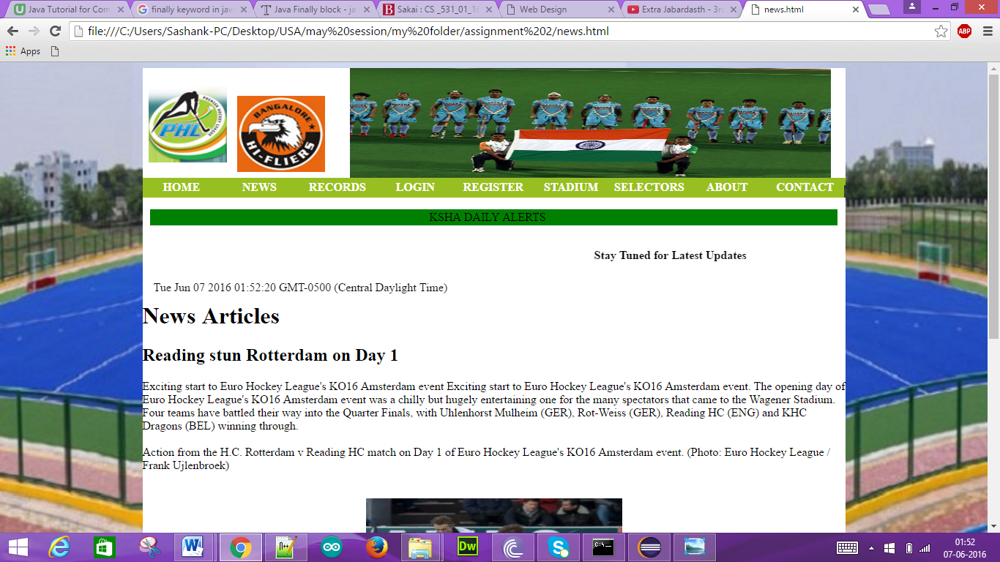 Java Tutorial for Com
finally keyword in java
Java Finally block - ja
Sakai : CS _531_01_16
Web Design
Extra Jabardasth - 3rd
news.html
file:///C:/Users/Sashank-PC/Desktop/USA/may%20session/my%20folder/assignment%202/news.html
ABP
Apps
PREMIER HOCKEY LEAGUE
PHL
BANGALORE
HI-FLIERS
HOME NEWS RECORDS LOGIN REGISTER STADIUM SELECTORS ABOUT CONTACT
KSHA DAILY ALERTS
Stay Tuned for Latest Updates
Tue Jun 07 2016 01:52:20 GMT-0500 (Central Daylight Time)
News Articles
Reading stun Rotterdam on Day 1
Exciting start to Euro Hockey League's KO16 Amsterdam event Exciting start to Euro Hockey League's KO16 Amsterdam event. The opening day of
Euro Hockey League's KO16 Amsterdam event was a chilly but hugely entertaining one for the many spectators that came to the Wagener Stadium.
Four teams have battled their way into the Quarter Finals, with Uhlenhorst Mulheim (GER), Rot-Weiss (GER), Reading HC (ENG) and KHC
Dragons (BEL) winning through.
Action from the H.C. Rotterdam v Reading HC match on Day 1 of Euro Hockey League's KO16 Amsterdam event. (Photo: Euro Hockey League /
Frank Ujlenbroek)
Dw
01:52
07-06-2016